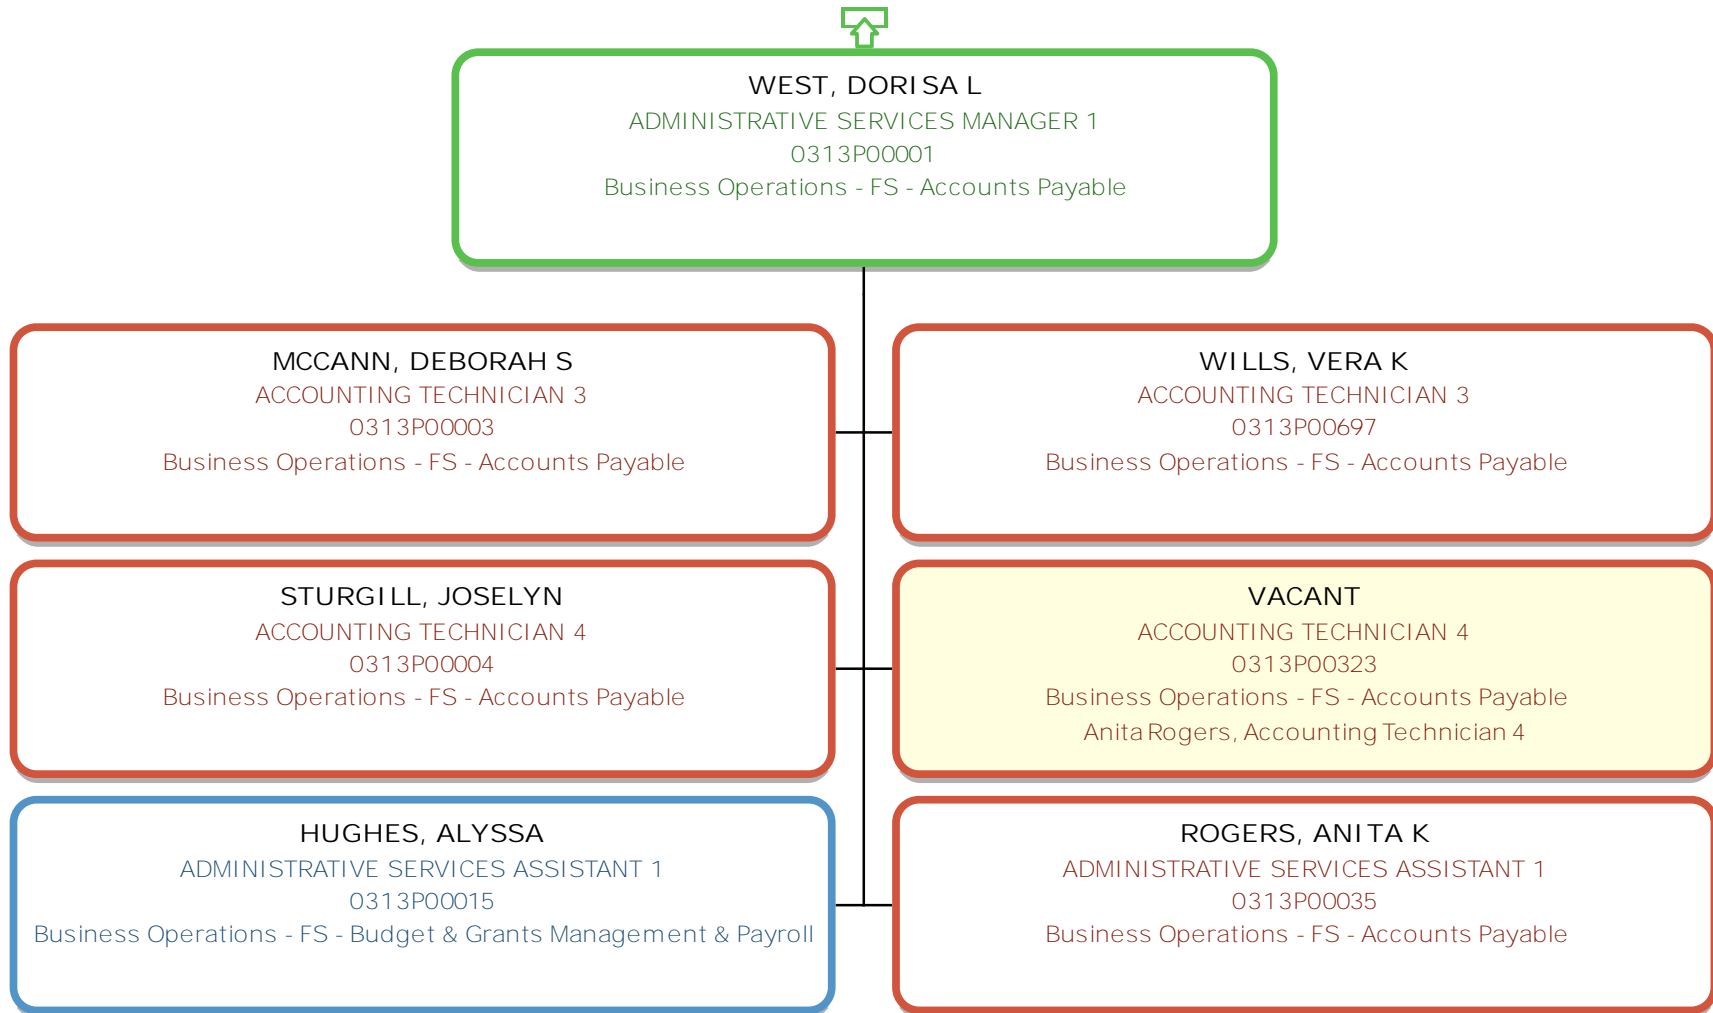 WEST, DORISA L
ADMINISTRATIVE SERVICES MANAGER 1
0313P00001
Business Operations - FS - Accounts Payable
MCCANN, DEBORAH S
ACCOUNTING TECHNICIAN 3
0313P00003
Business Operations - FS - Accounts Payable
WILLS, VERA K
ACCOUNTING TECHNICIAN 3
0313P00697
Business Operations - FS - Accounts Payable
STURGILL, JOSELYN
ACCOUNTING TECHNICIAN 4
0313P00004
Business Operations - FS - Accounts Payable
VACANT
ACCOUNTING TECHNICIAN 4
0313P00323
Business Operations - FS - Accounts Payable
Anita Rogers, Accounting Technician 4
HUGHES, ALYSSA
ADMINISTRATIVE SERVICES ASSISTANT 1
0313P00015
Business Operations - FS - Budget & Grants Management & Payroll
ROGERS, ANITA K
ADMINISTRATIVE SERVICES ASSISTANT 1
0313P00035
Business Operations - FS - Accounts Payable